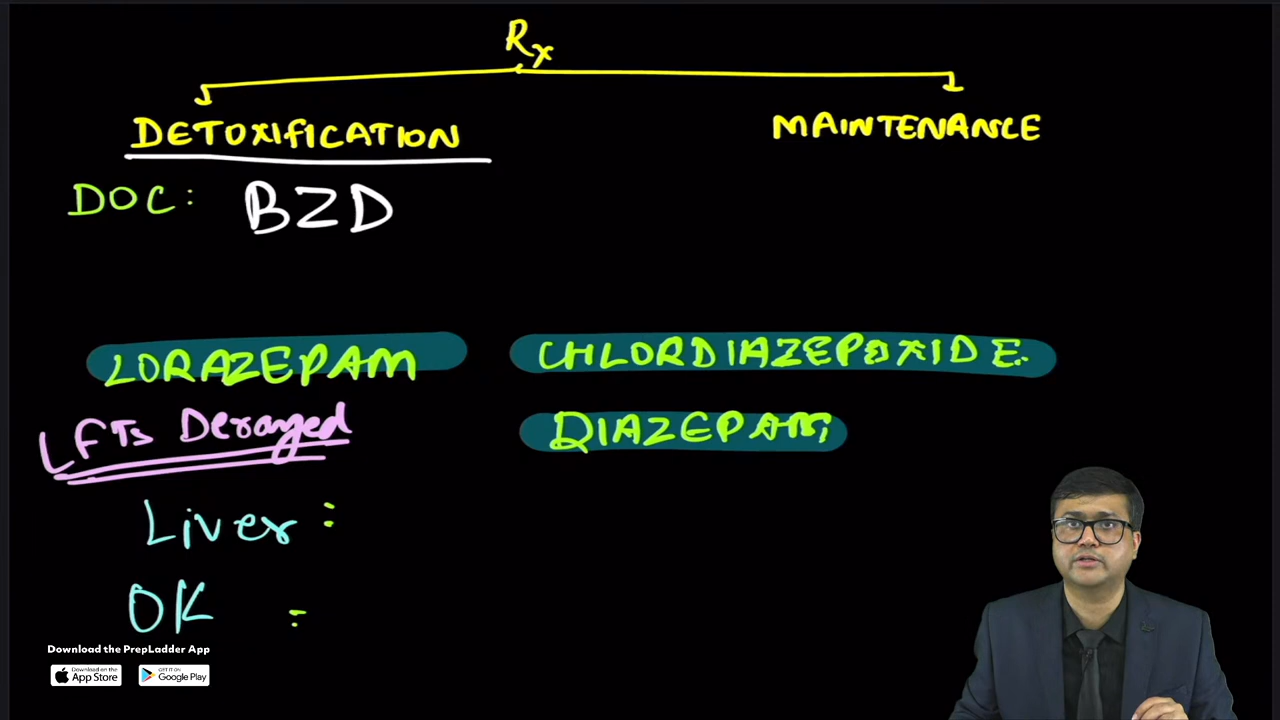 Rx
DETOXIFICATION
MAINTENANCE
DOC: BZD
LORAZEPAM
CHLORDIAZEPOXIDE.
LFTs Deranged
DIAZEPAM;
Liver :
OK :
Download the PrepLadder App
Download on the App Store
GET IT ON Google Play